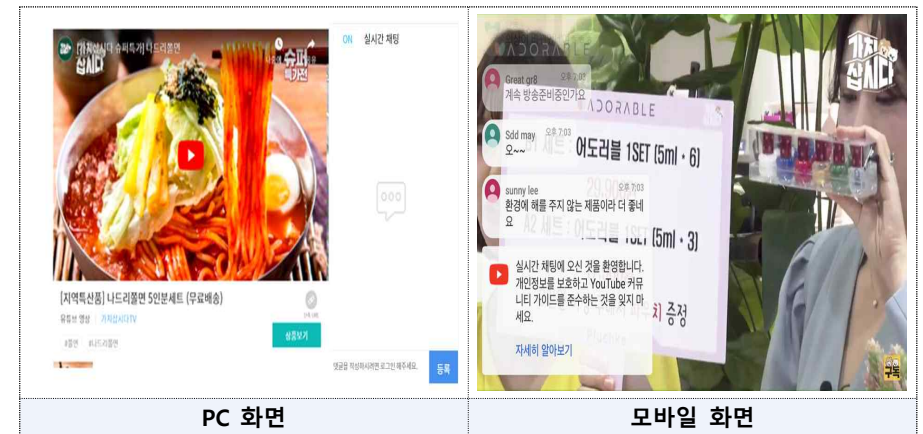 [가치삽시다 슈퍼특가] 나드리쫄면
슈퍼
특가전
ON 실시간 채팅
[지역특산품] 나드리쫄면 5인분세트 (무료배송)
유튜브 영상 가치삽시다TV
상품보기
#쫄면 #나드리쫄면
댓글을 작성하시려면 로그인 해주세요.
등록
PC 화면
ADORABLE
가치
삽시다
Great gr8 오후 7:03
계속 방송준비중인가요
ADORABLE
Sdd may 오후 7:03
오~~
세트 : 어도러블 1SET (5ml · 6)
sunny lee 오후 7:03
환경에 해를 주지 않는 제품이라 더 좋네
요
A2 세트 : (5ml · 3)
실시간 채팅에 오신 것을 환영합니다.
개인정보를 보호하고 YouTube 커뮤
니티 가이드를 준수하는 것을 잊지 마
세요.
증정
자세히 알아보기
구독
모바일 화면